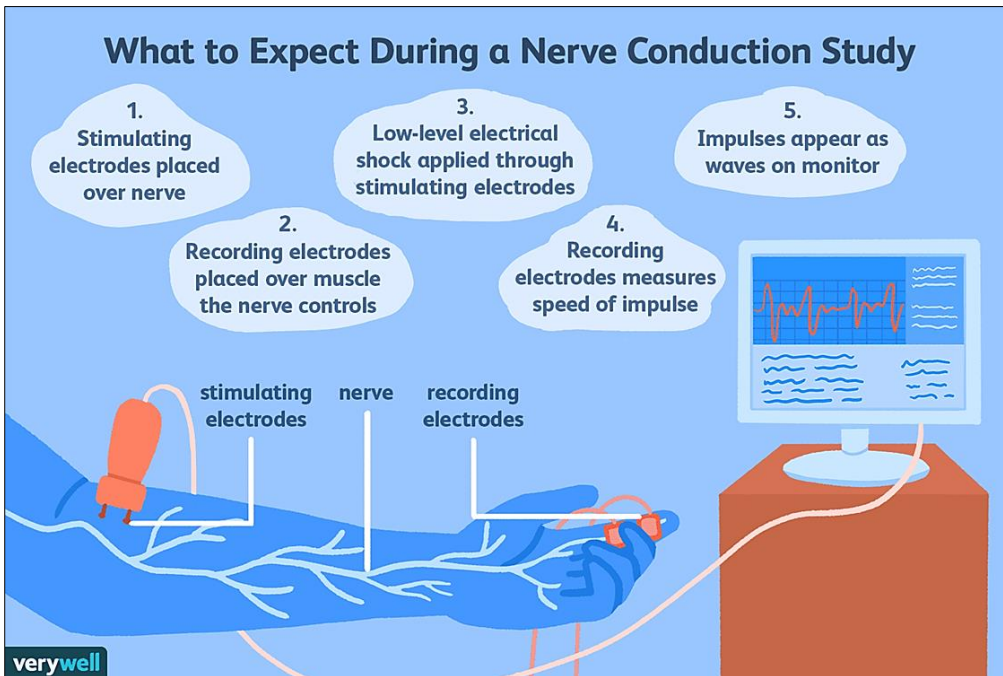 What to Expect During a Nerve Conduction Study
1.
Stimulating
electrodes placed
over nerve
2.
Recording electrodes
placed over muscle
the nerve controls
3.
Low-level electrical
shock applied through
stimulating electrodes
4.
Recording
electrodes measures
speed of impulse
5.
Impulses appear as
waves on monitor
stimulating
electrodes
nerve
recording
electrodes
verywell